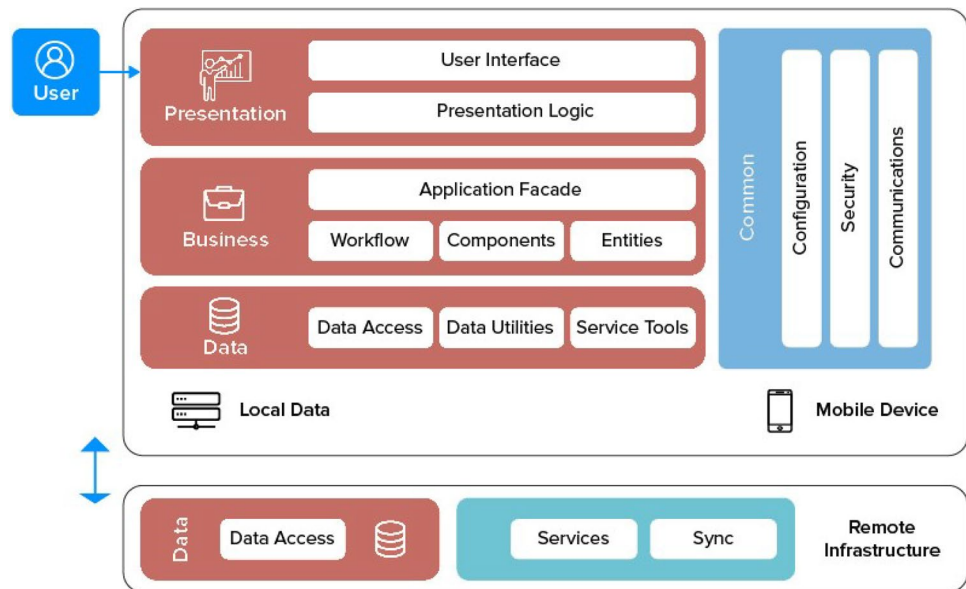 User
Presentation
User Interface
Presentation Logic
Business
Application Facade
Workflow
Components
Entities
Data
Data Access
Data Utilities
Service Tools
Common
Configuration
Security
Communications
Local Data
Mobile Device
Data
Data Access
Services
Sync
Remote
Infrastructure